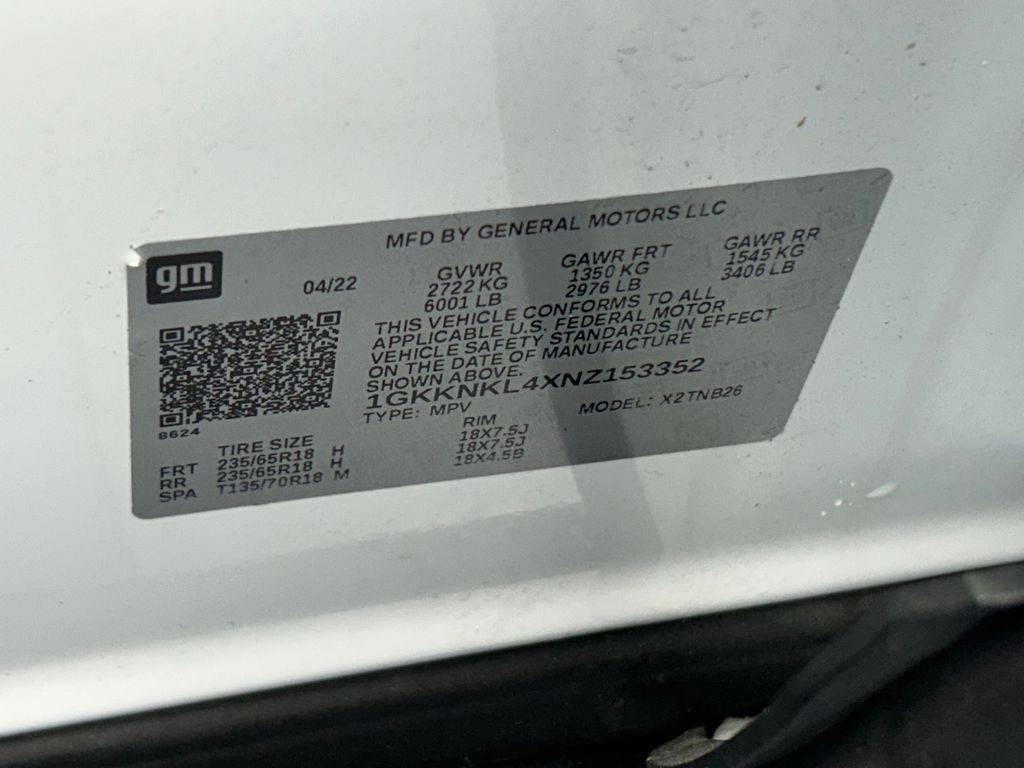 MFD BY GENERAL MOTORS LLC
gm
04/22
GVWR
2722 KG
6001 LB
GAWR FRT
1350 KG
2976 LB
GAWR RR
1545 KG
3406 LB
THIS VEHICLE CONFORMS TO ALL
APPLICABLE U.S. FEDERAL MOTOR
VEHICLE SAFETY STANDARDS IN EFFECT
ON THE DATE OF MANUFACTURE
SHOWN ABOVE.
1GKKNKL4XNZ153352
TYPE: MPV
MODEL: X2TNB26
8624
TIRE SIZE RIM
FRT 235/65R18 H 18X7.5J
RR 235/65R18 H 18X7.5J
SPA T135/70R18 M 18X4.5B